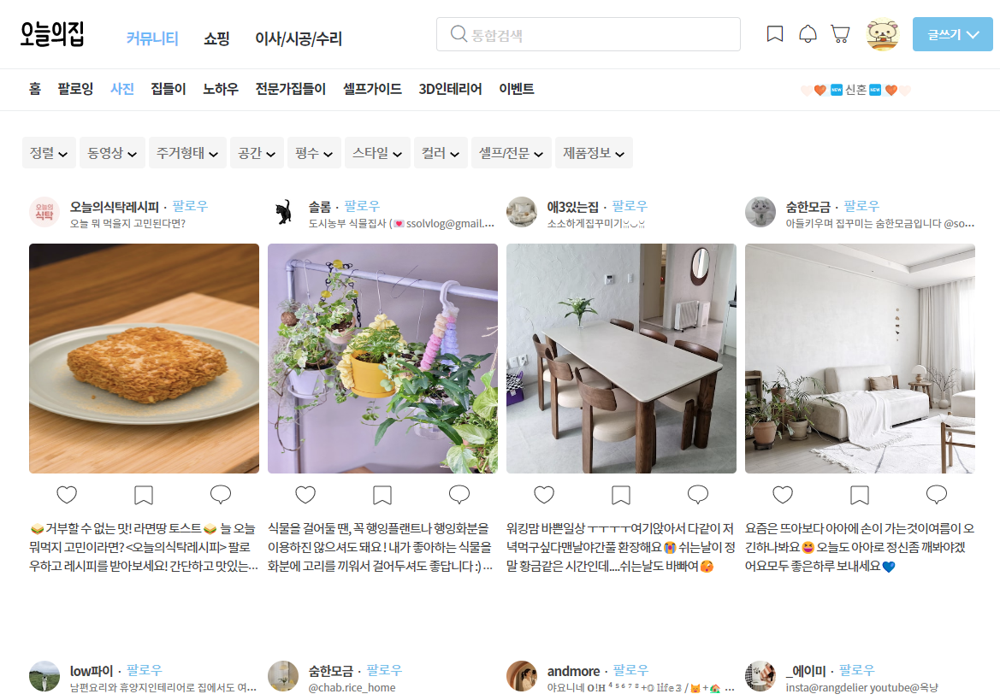 오늘의집
커뮤니티 쇼핑 이사/시공/수리 통합검색 글쓰기
홈 팔로잉 사진 집들이 노하우 전문가집들이 셀프가이드 3D인테리어 이벤트 🆕 신혼 🆕
정렬 동영상 주거형태 공간 평수 스타일 컬러 셀프/전문 제품정보
오늘의 식탁
오늘의식탁레시피 · 팔로우
오늘 뭐 먹을지 고민된다면?
솔롬 · 팔로우
도시농부 식물집사 (💌ssolvlog@gmail....
애3있는집 · 팔로우
소소하게집꾸미기
숨한모금 · 팔로우
아들키우며 집꾸미는 숨한모금입니다 @so...
🥪 거부할 수 없는 맛! 라면땅 토스트 🥪 늘 오늘
뭐먹지 고민이라면? <오늘의식탁레시피> 팔로
우하고 레시피를 받아보세요! 간단하고 맛있는...
식물을 걸어둘 땐, 꼭 행잉플랜트나 행잉화분을
이용하진 않으셔도 돼요 ! 내가 좋아하는 식물을
화분에 고리를 끼워서 걸어두셔도 좋답니다 :) ...
워킹맘 바쁜일상 ㅜㅜㅜㅜ여기앉아서 다같이 저
녁먹구싶다맨날야간풀 환장해요😭 쉬는날이 정
말 황금같은 시간인데....쉬는날도 바빠여🫣
요즘은 뜨아보다 아아에 손이 가는것이여름이 오
긴하나봐요😆 오늘도 아아로 정신좀 깨봐야겠
어요모두 좋은하루 보내세요💙
low파이 · 팔로우
남편요리와 휴양지인테리어로 집에서도 여...
숨한모금 · 팔로우
@chab.rice_home
andmore · 팔로우
야요니네 O!H ⁴ ⁵ ⁶ ⁷ ⁸ +𝕆 𝕝𝕚𝕗𝕖𝟛 / 🐱+🏠 ...
_에이미 · 팔로우
insta@rangdelier youtube@옥냥